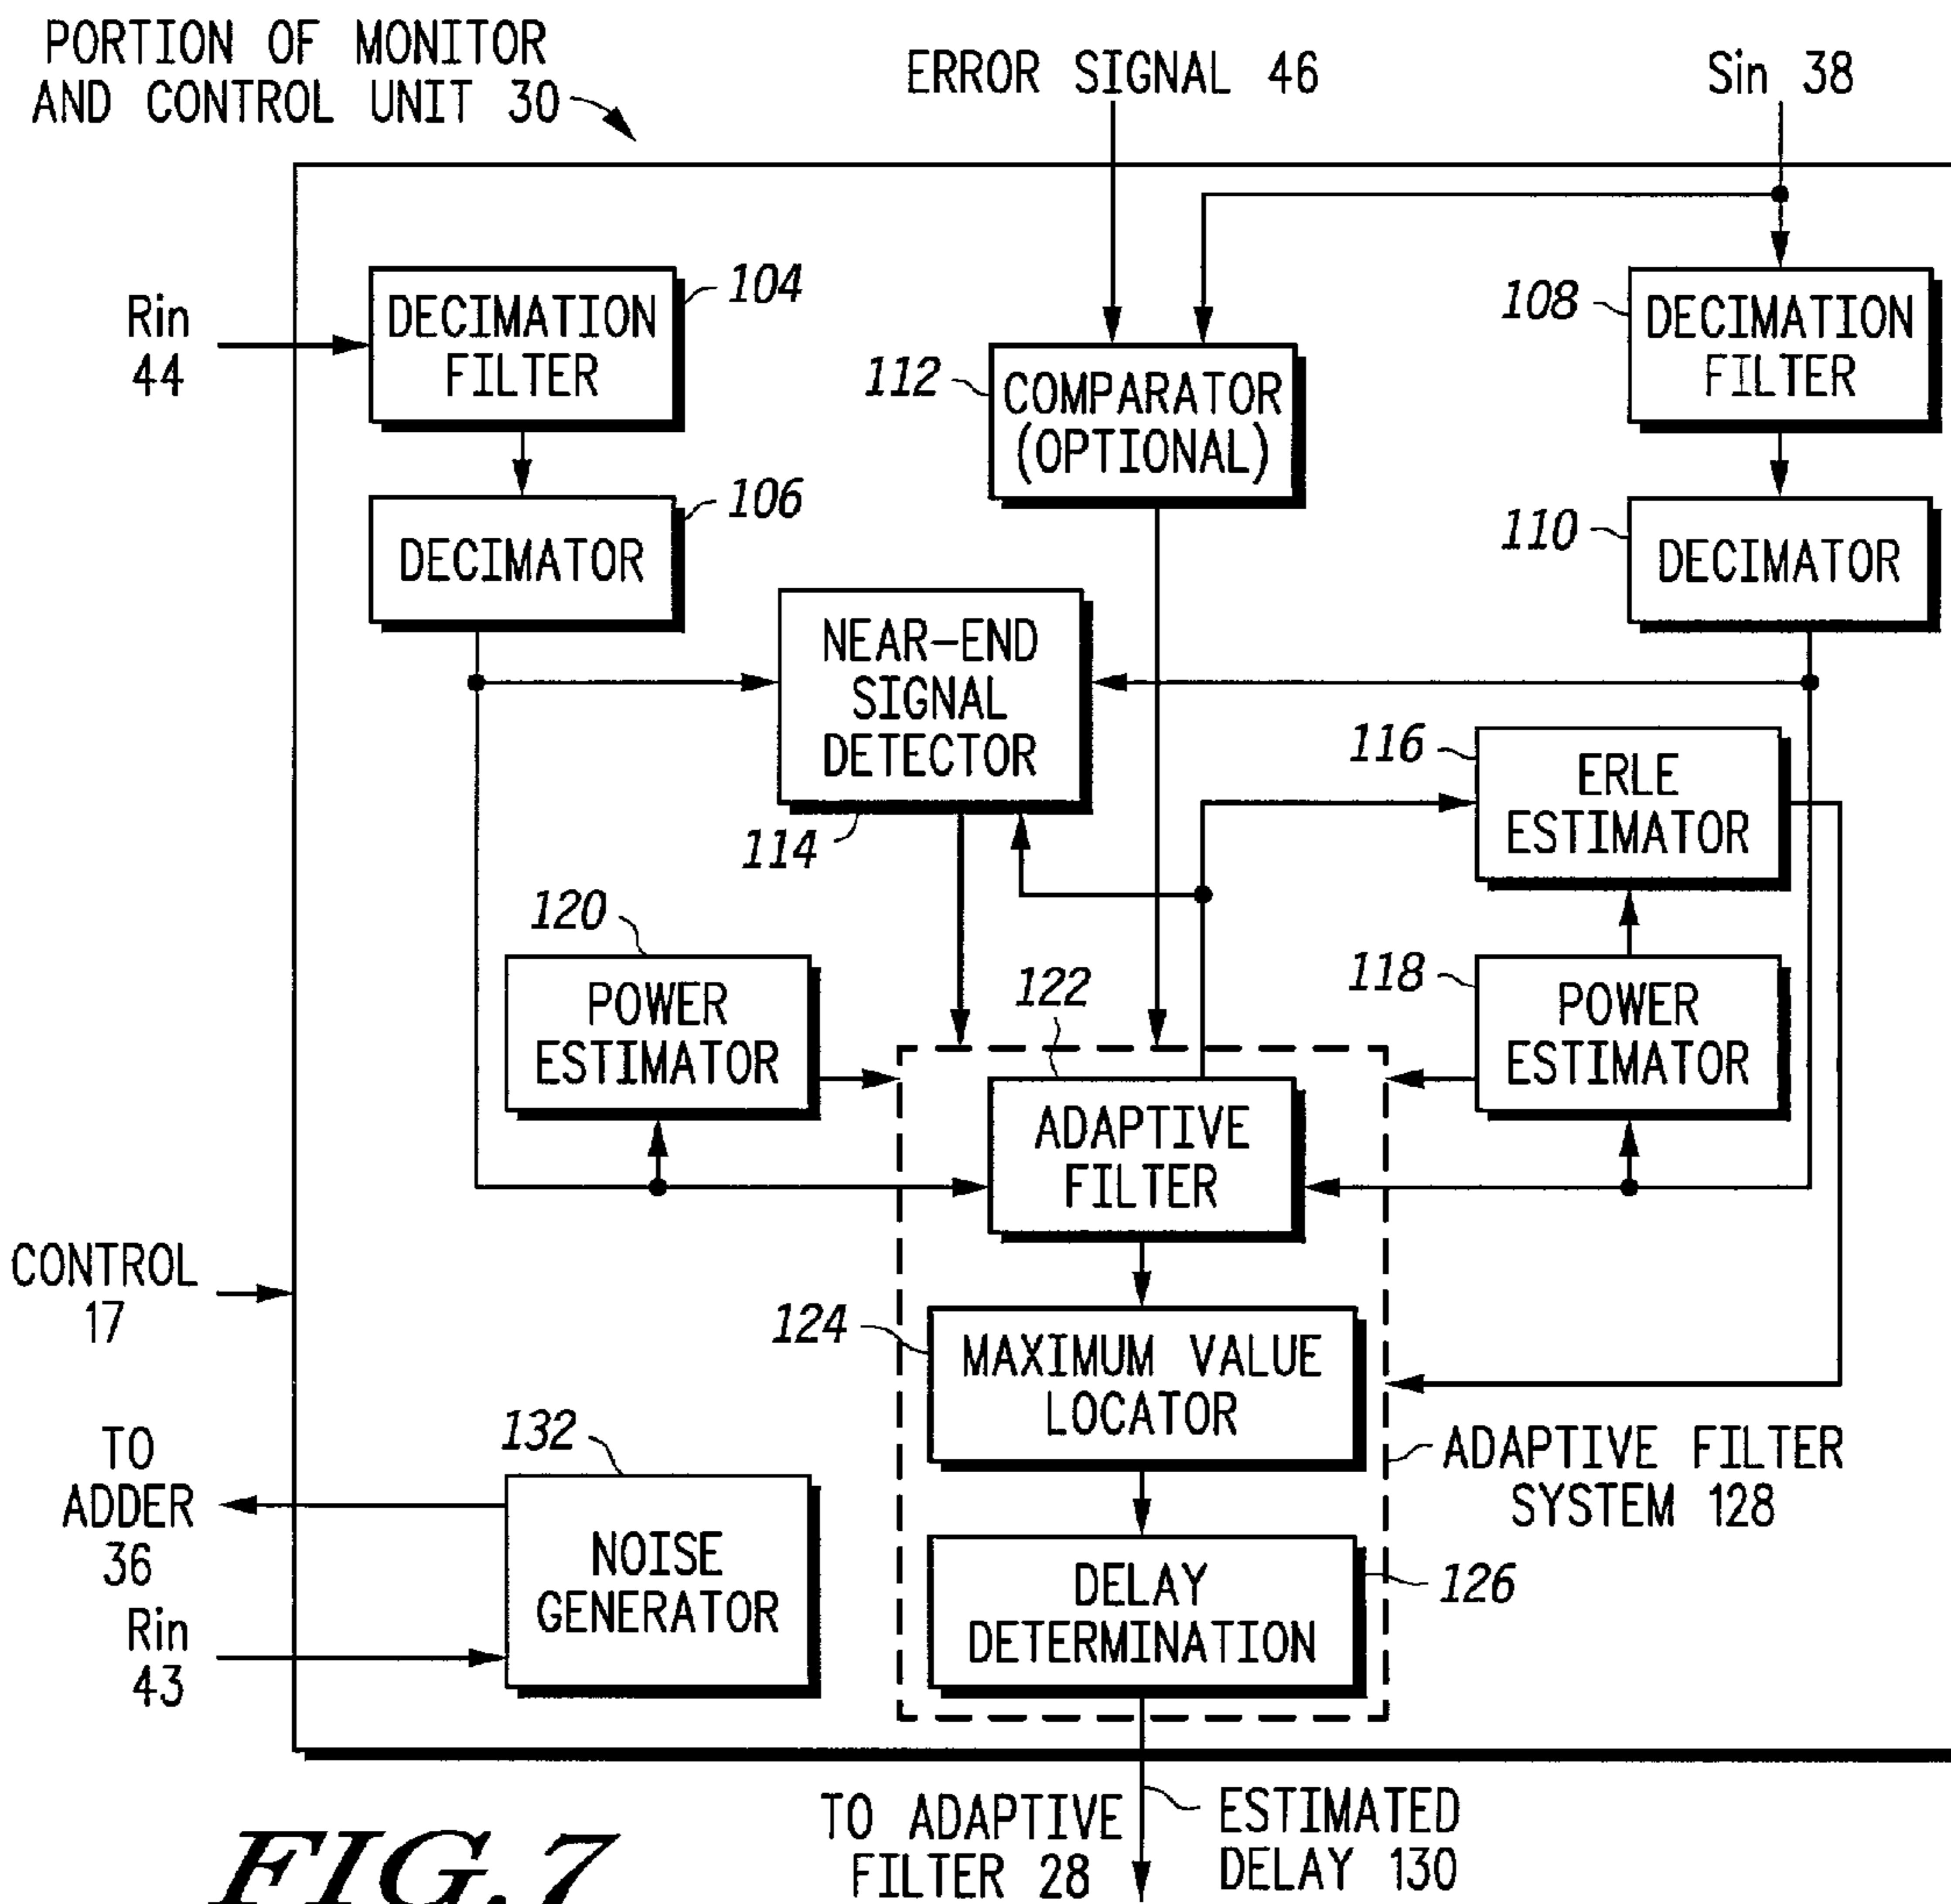 PORTION OF MONITOR
AND CONTROL UNIT 30
ERROR SIGNAL 46
Sin 38
Rin
44
DECIMATION
FILTER
104
DECIMATOR
106
112
COMPARATOR
(OPTIONAL)
108
DECIMATION
FILTER
110
DECIMATOR
NEAR-END
SIGNAL
DETECTOR
114
116
ERLE
ESTIMATOR
120
POWER
ESTIMATOR
122
ADAPTIVE
FILTER
118
POWER
ESTIMATOR
CONTROL
17
124
MAXIMUM VALUE
LOCATOR
ADAPTIVE FILTER
SYSTEM 128
TO
ADDER
36
132
NOISE
GENERATOR
Rin
43
DELAY
DETERMINATION
126
TO ADAPTIVE
FILTER 28
ESTIMATED
DELAY 130
FIG. 7